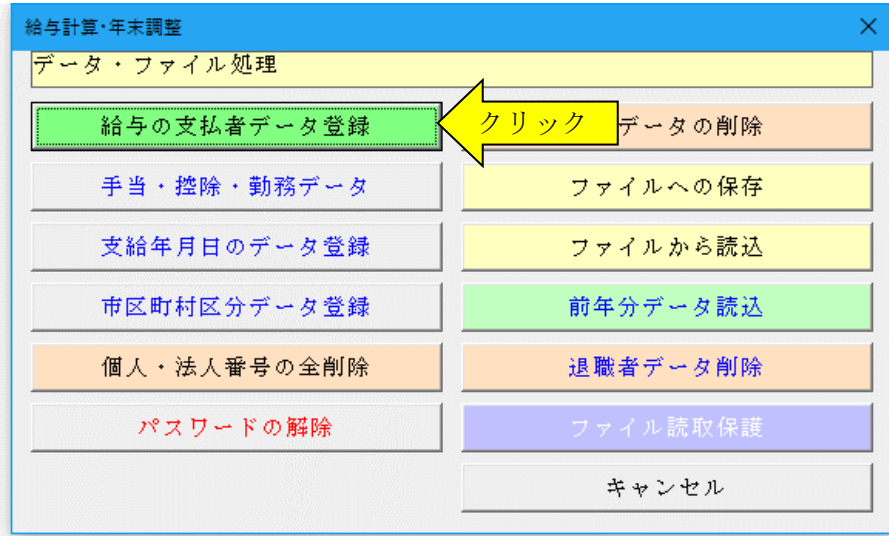 給与計算・年末調整
データ・ファイル処理
給与の支払者データ登録
クリック
データの削除
手当・控除・勤務データ
ファイルへの保存
支給年月日のデータ登録
ファイルから読込
市区町村区分データ登録
前年分データ読込
個人・法人番号の全削除
退職者データ削除
パスワードの解除
ファイル読取保護
キャンセル